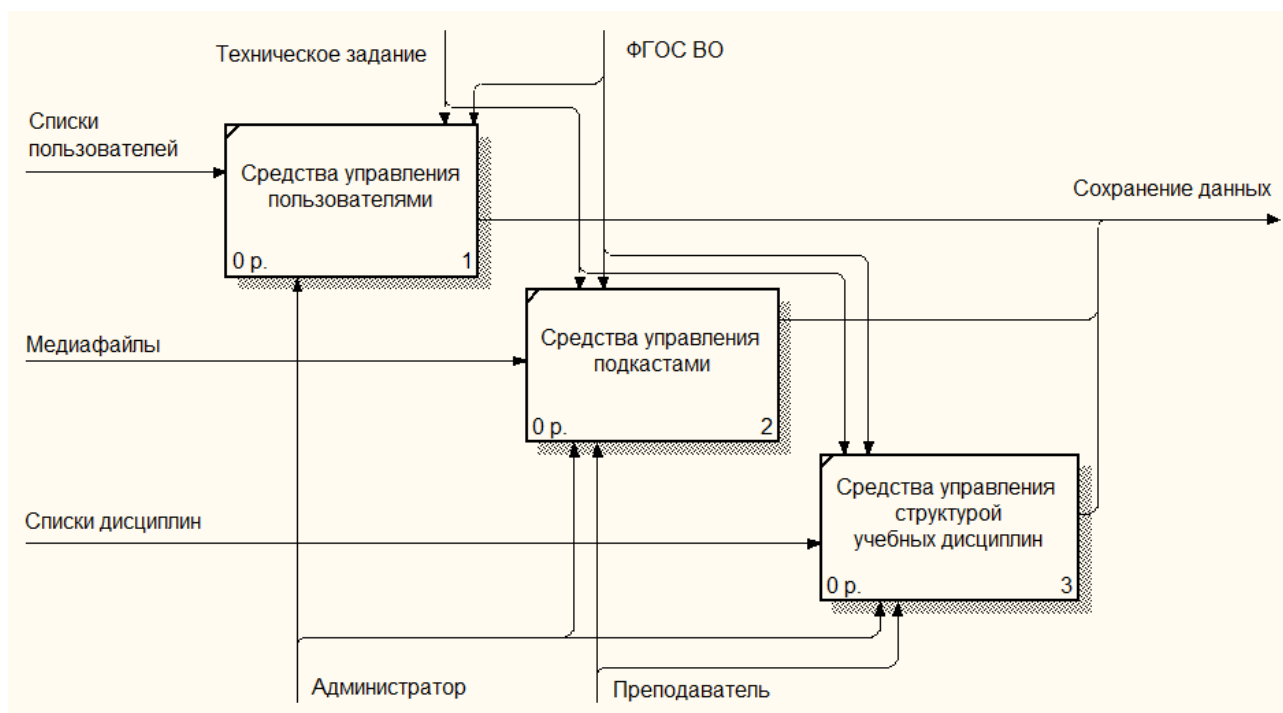 Техническое задание
ФГОС ВО
Списки
пользователей
Средства управления
пользователями
0 р.
1
Сохранение данных
Медиафайлы
Средства управления
подкастами
0 р.
2
Списки дисциплин
Средства управления
структурой
учебных дисциплин
0 р.
3
Администратор
Преподаватель